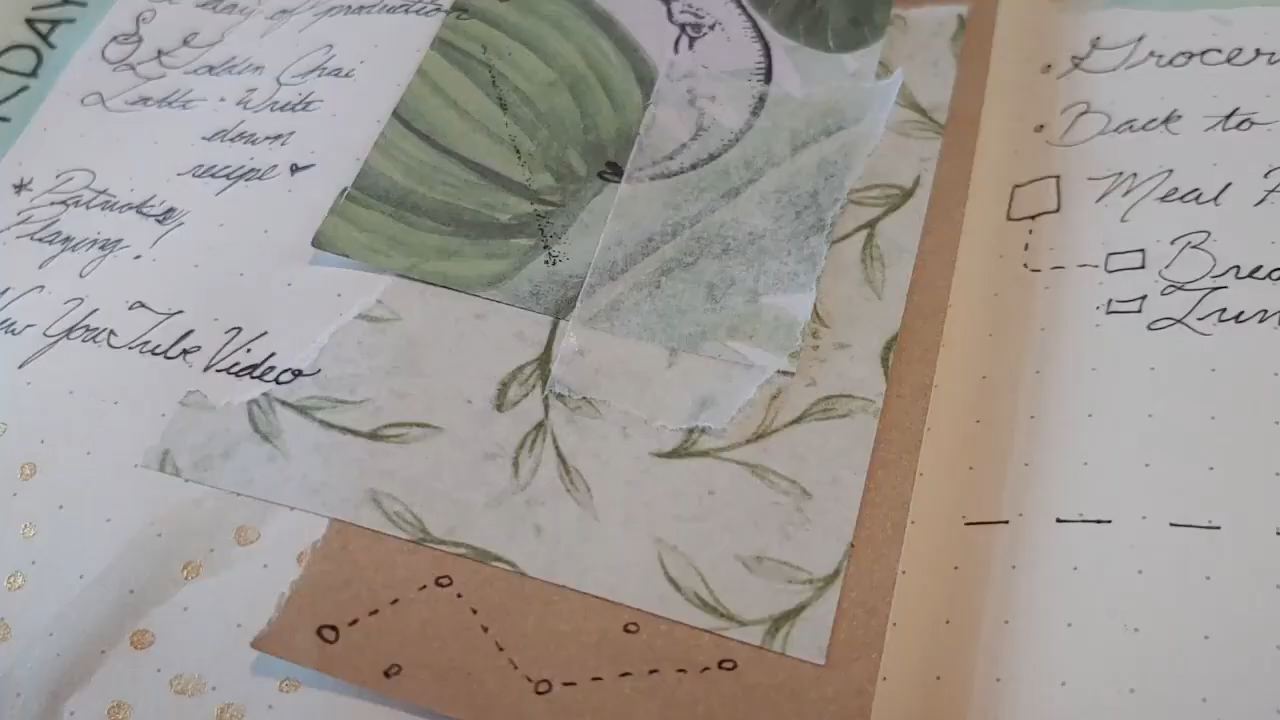 day of production
Golden Chai
Latte - Write
down
recipe
* Patrick's
Playing!
New YouTube Video
RDAY
• Grocer
• Back to
Meal P
Brea
Lun